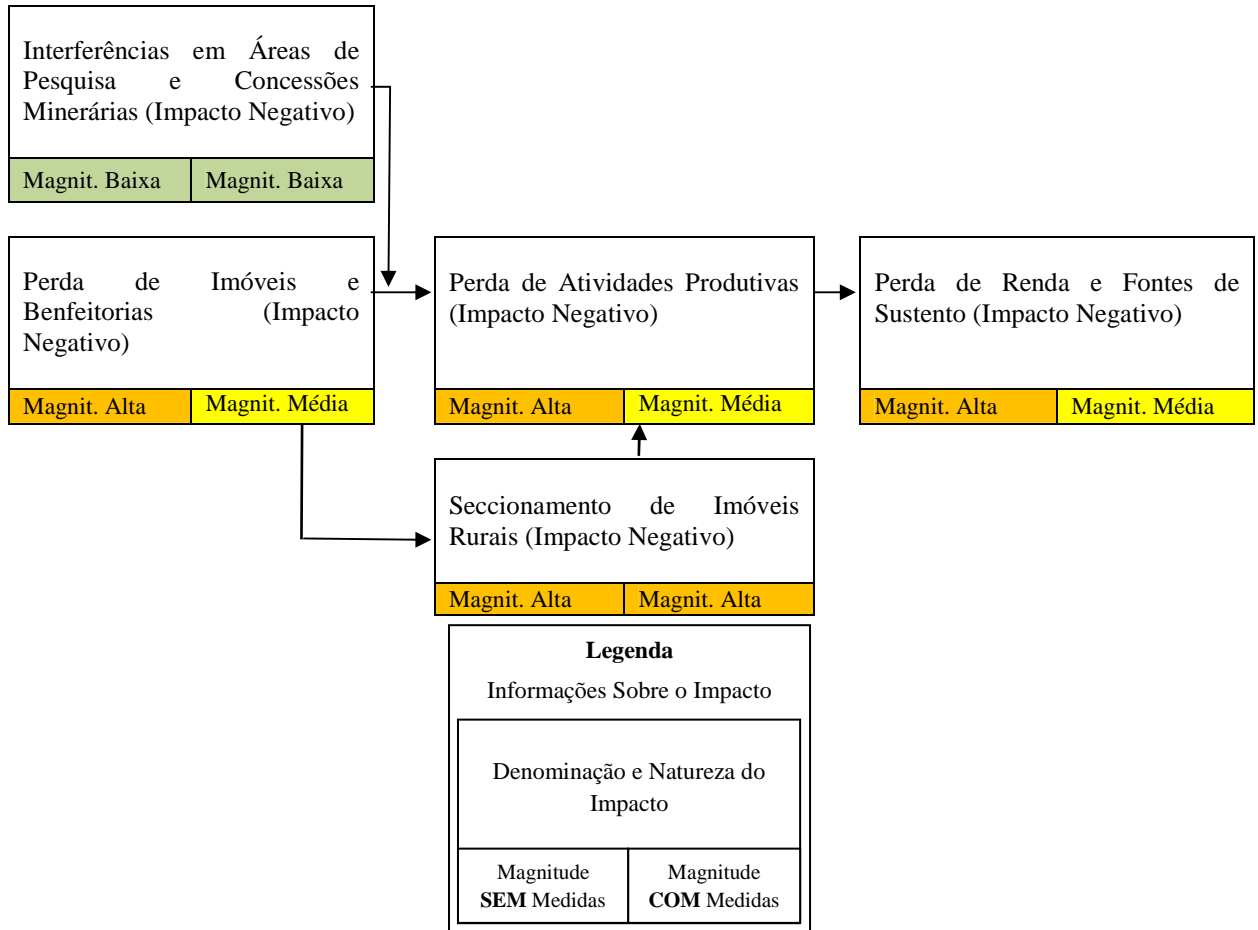 Interferências em Áreas de
Pesquisa e Concessões
Minerárias (Impacto Negativo)
Magnit. Baixa Magnit. Baixa
Perda de Imóveis e
Benfeitorias (Impacto
Negativo)
Magnit. Alta Magnit. Média
Perda de Atividades Produtivas
(Impacto Negativo)
Magnit. Alta Magnit. Média
Perda de Renda e Fontes de
Sustento (Impacto Negativo)
Magnit. Alta Magnit. Média
Seccionamento de Imóveis
Rurais (Impacto Negativo)
Magnit. Alta Magnit. Alta
Legenda
Informações Sobre o Impacto
Denominação e Natureza do
Impacto
Magnitude
SEM Medidas
Magnitude
COM Medidas